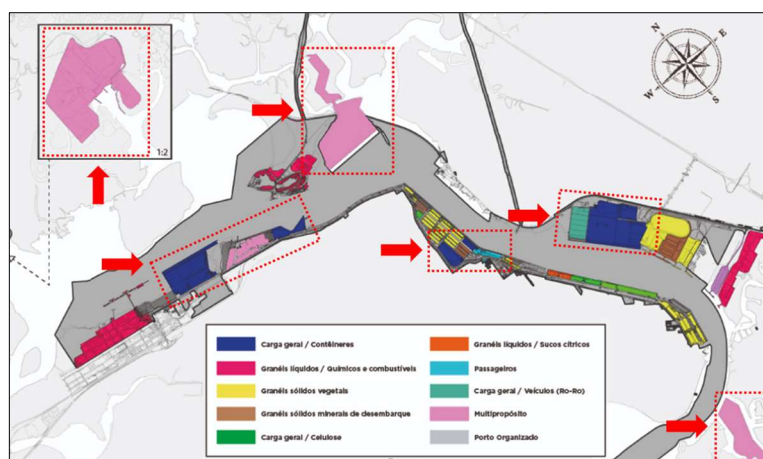 1:2
N
E
W
S
Carga geral / Contêineres
Granéis líquidos / Químicos e combustíveis
Granéis sólidos vegetais
Granéis sólidos minerais de desembarque
Carga geral / Celulose
Granéis líquidos / Sucos cítricos
Passageiros
Carga geral / Veículos (Ro-Ro)
Multipropósito
Porto Organizado